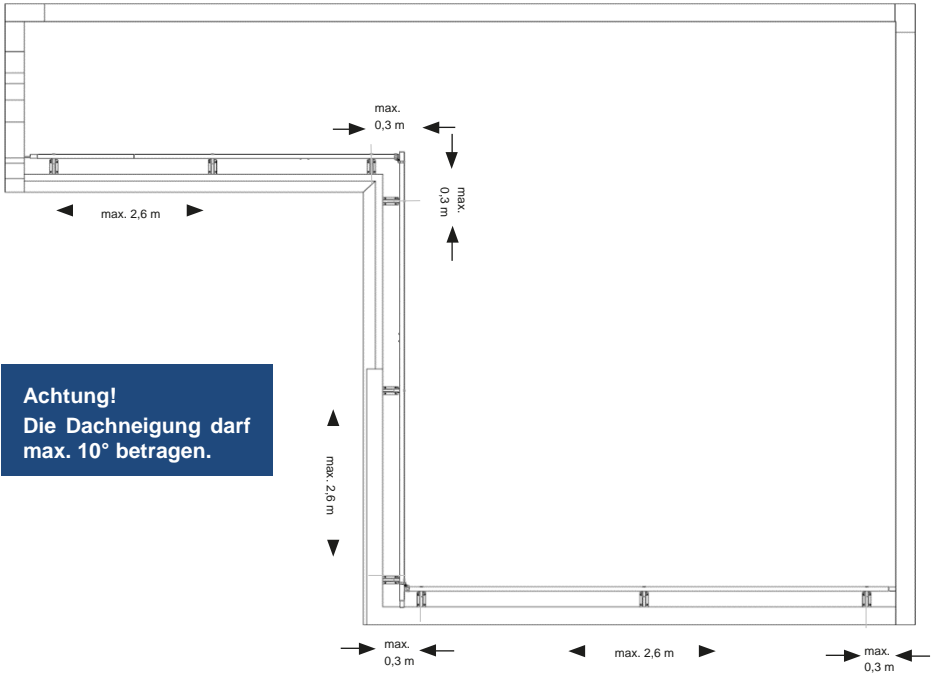 max.
0,3 m
max.
0,3 m
max. 2,6 m
Achtung!
Die Dachneigung darf
max. 10° betragen.
max. 2,6 m
max.
0,3 m
max. 2,6 m
max.
0,3 m